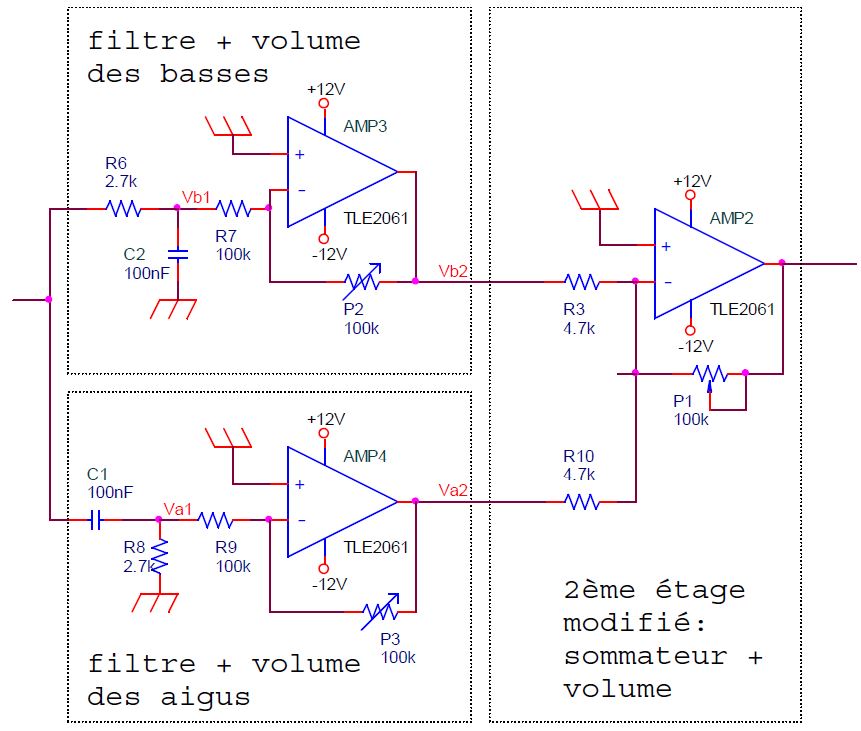 filtre + volume
des basses
+12V
AMP3
+
-
TLE2061
-12V
R6
2.7k
Vb1
R7
100k
C2
100nF
P2
100k
Vb2
+12V
AMP2
+
-
TLE2061
-12V
R3
4.7k
P1
100k
+12V
AMP4
+
-
TLE2061
-12V
C1
100nF
Va1
R8
2.7k
R9
100k
P3
100k
Va2
R10
4.7k
filtre + volume
des aigus
2ème étage
modifié:
sommateur +
volume